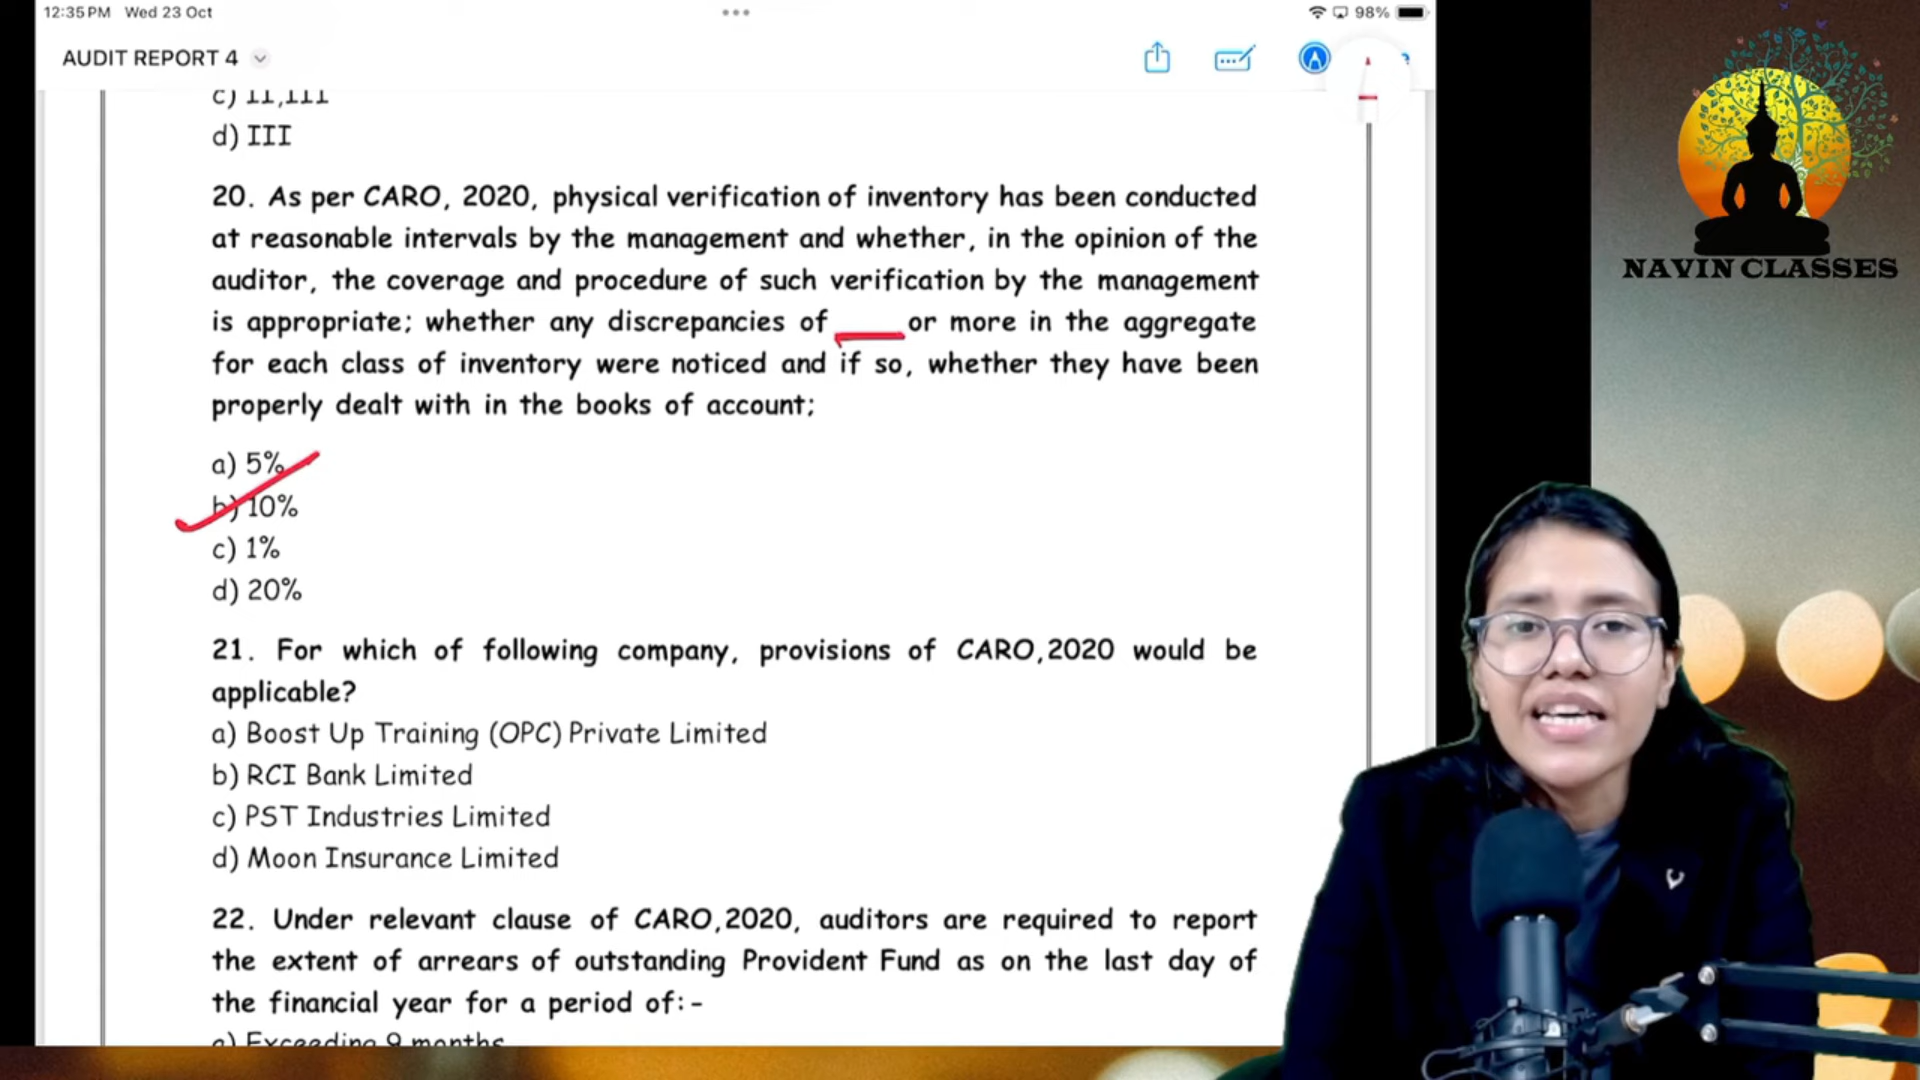 12:35 PM Wed 23 Oct
98%
AUDIT REPORT 4
c) II,III
d) III
20. As per CARO, 2020, physical verification of inventory has been conducted
at reasonable intervals by the management and whether, in the opinion of the
auditor, the coverage and procedure of such verification by the management
is appropriate; whether any discrepancies of ____ or more in the aggregate
for each class of inventory were noticed and if so, whether they have been
properly dealt with in the books of account;
a) 5%
b) 10%
c) 1%
d) 20%
21. For which of following company, provisions of CARO,2020 would be
applicable?
a) Boost Up Training (OPC) Private Limited
b) RCI Bank Limited
c) PST Industries Limited
d) Moon Insurance Limited
22. Under relevant clause of CARO,2020, auditors are required to report
the extent of arrears of outstanding Provident Fund as on the last day of
the financial year for a period of:-
a) Exceeding 9 months
NAVIN CLASSES